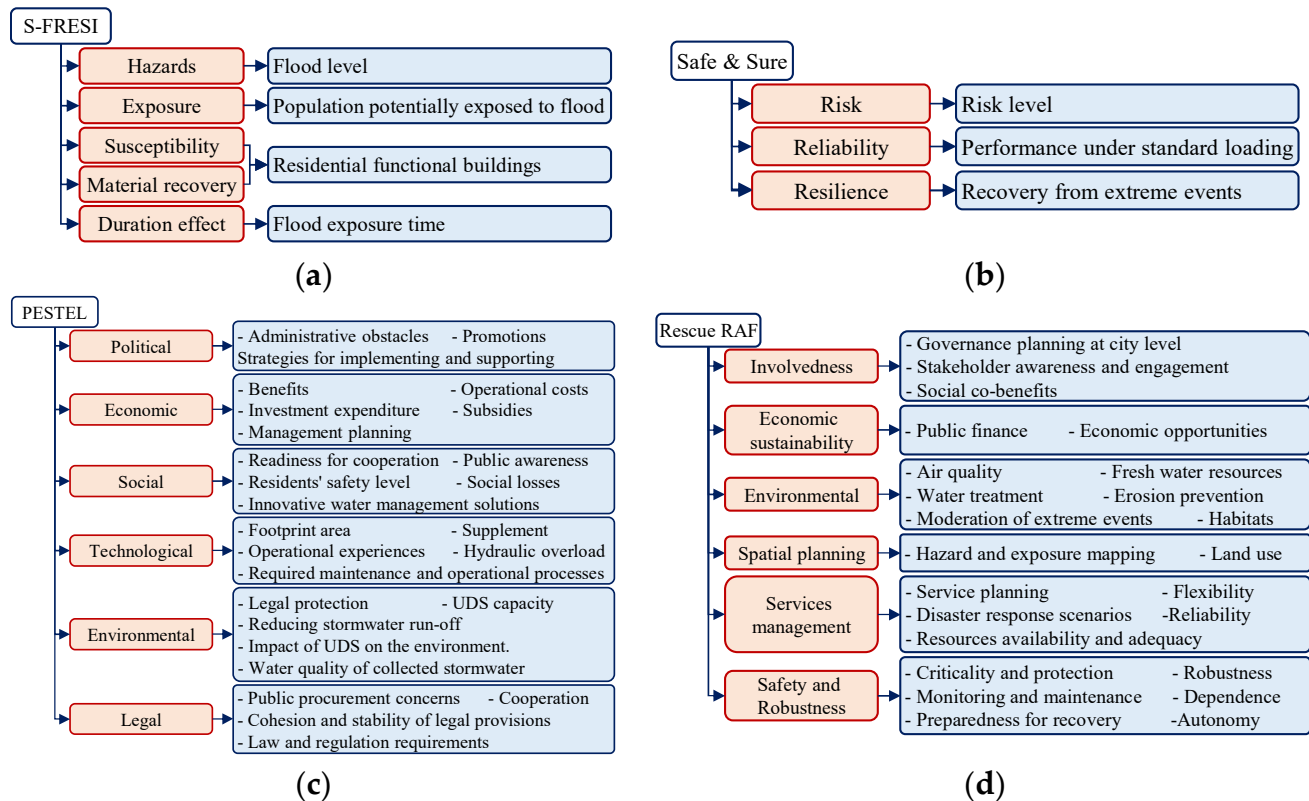 S-FRESI
Hazards
Flood level
Exposure
Population potentially exposed to flood
Susceptibility
Material recovery
Residential functional buildings
Duration effect
Flood exposure time
(a)
Safe & Sure
Risk
Risk level
Reliability
Performance under standard loading
Resilience
Recovery from extreme events
(b)
PESTEL
Political
- Administrative obstacles - Promotions
Strategies for implementing and supporting
Economic
- Benefits - Operational costs
- Investment expenditure - Subsidies
- Management planning
Social
- Readiness for cooperation - Public awareness
- Residents' safety level - Social losses
- Innovative water management solutions
Technological
- Footprint area - Supplement
- Operational experiences - Hydraulic overload
- Required maintenance and operational processes
Environmental
- Legal protection - UDS capacity
- Reducing stormwater run-off
- Impact of UDS on the environment.
- Water quality of collected stormwater
Legal
- Public procurement concerns - Cooperation
- Cohesion and stability of legal provisions
- Law and regulation requirements
(c)
Rescue RAF
Involvedness
- Governance planning at city level
- Stakeholder awareness and engagement
- Social co-benefits
Economic
sustainability
- Public finance - Economic opportunities
Environmental
- Air quality - Fresh water resources
- Water treatment - Erosion prevention
- Moderation of extreme events - Habitats
Spatial planning
- Hazard and exposure mapping - Land use
Services
management
- Service planning - Flexibility
- Disaster response scenarios -Reliability
- Resources availability and adequacy
Safety and
Robustness
- Criticality and protection - Robustness
- Monitoring and maintenance - Dependence
- Preparedness for recovery -Autonomy
(d)